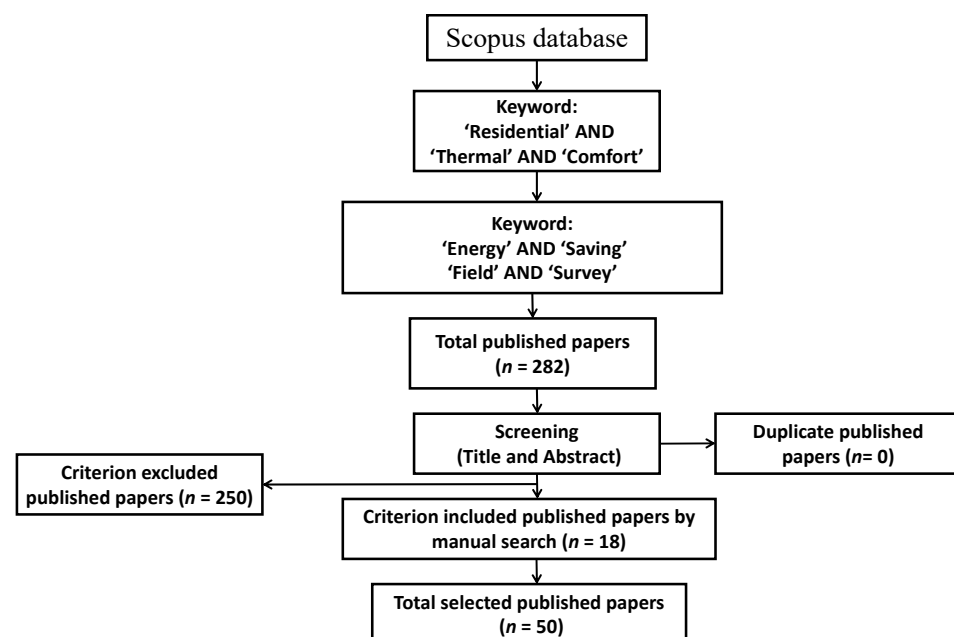 Scopus database
Keyword:
‘Residential’ AND
‘Thermal’ AND ‘Comfort’
Keyword:
‘Energy’ AND ‘Saving’
‘Field’ AND ‘Survey’
Total published papers
(n = 282)
Screening
(Title and Abstract)
Duplicate published
papers (n= 0)
Criterion excluded
published papers (n = 250)
Criterion included published papers by
manual search (n = 18)
Total selected published papers
(n = 50)